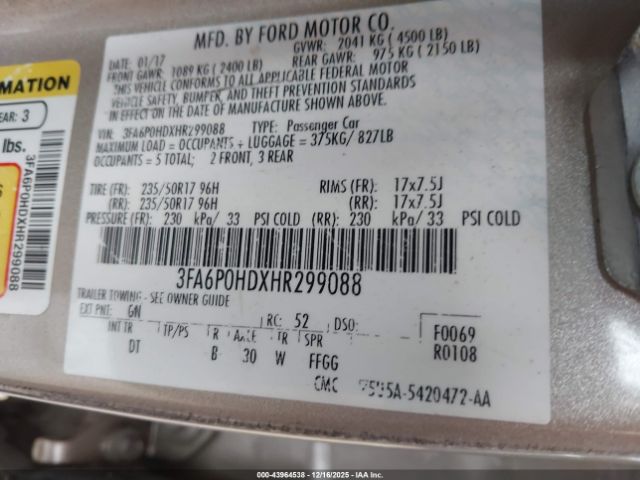 MFD. BY FORD MOTOR CO.
DATE: 01/17
GVWR: 2041 KG ( 4500 LB)
FRONT GAWR: 1089 KG ( 2400 LB)
REAR GAWR: 975 KG ( 2150 LB)
THIS VEHICLE CONFORMS TO ALL APPLICABLE FEDERAL MOTOR
VEHICLE SAFETY, BUMPER, AND THEFT PREVENTION STANDARDS
IN EFFECT ON THE DATE OF MANUFACTURE SHOWN ABOVE.
VIN: 3FA6P0HDXHR299088 TYPE: Passenger Car
MAXIMUM LOAD = OCCUPANTS + LUGGAGE = 375KG/ 827LB
OCCUPANTS = 5 TOTAL; 2 FRONT, 3 REAR
TIRE (FR): 235/50R17 96H RIMS (FR): 17x7.5J
(RR): 235/50R17 96H (RR): 17x7.5J
PRESSURE (FR): 230 kPa/ 33 PSI COLD (RR): 230 kPa/ 33 PSI COLD
3FA6P0HDXHR299088
TRAILER TOWING - SEE OWNER GUIDE
EXT PNT: GN RC: 52 DSO: F0069
INT TR TP/PS R AXLE TR SPR R0108
DT B 30 W FFGG
CMC 5420472-AA
MATION
EAR: 3
lbs.
3FA6P0HDXHR299088
000-43964538 - 12/16/2025 - IAA, Inc.